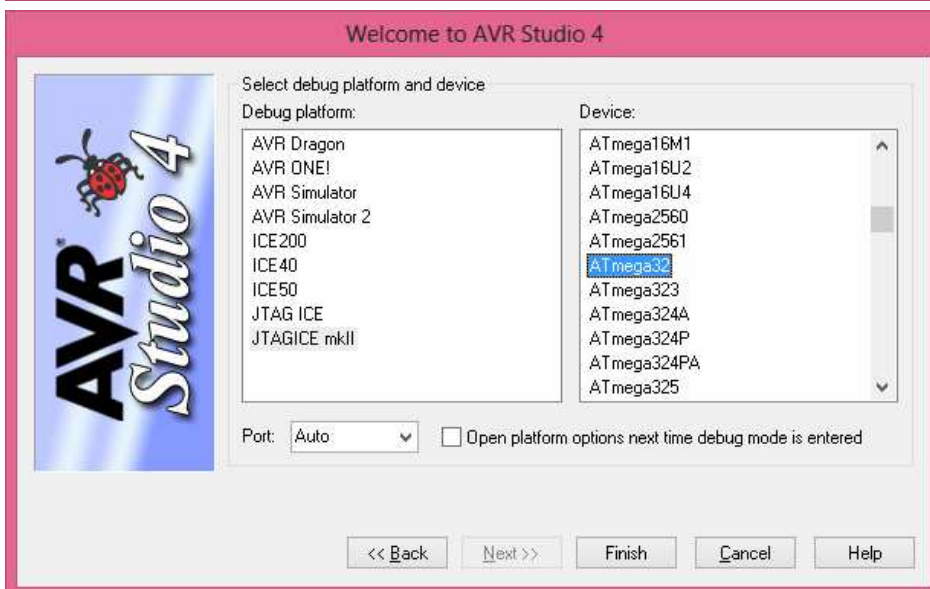 Welcome to AVR Studio 4
AVR® Studio 4
Select debug platform and device
Debug platform:
AVR Dragon
AVR ONE!
AVR Simulator
AVR Simulator 2
ICE200
ICE40
ICE50
JTAG ICE
JTAGICE mkII
Device:
ATmega16M1
ATmega16U2
ATmega16U4
ATmega2560
ATmega2561
ATmega32
ATmega323
ATmega324A
ATmega324P
ATmega324PA
ATmega325
Port: Auto Open platform options next time debug mode is entered
<< Back Next >> Finish Cancel Help